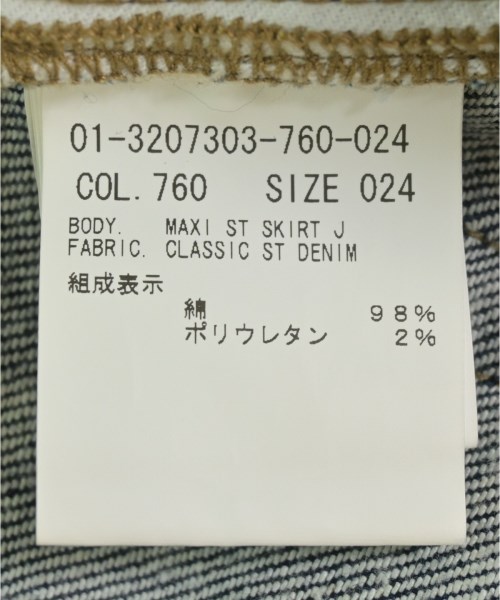 01-3207303-760-024
COL. 760 SIZE 024
BODY. MAXI ST SKIRT J
FABRIC. CLASSIC ST DENIM
組成表示
綿 98%
ポリウレタン 2%